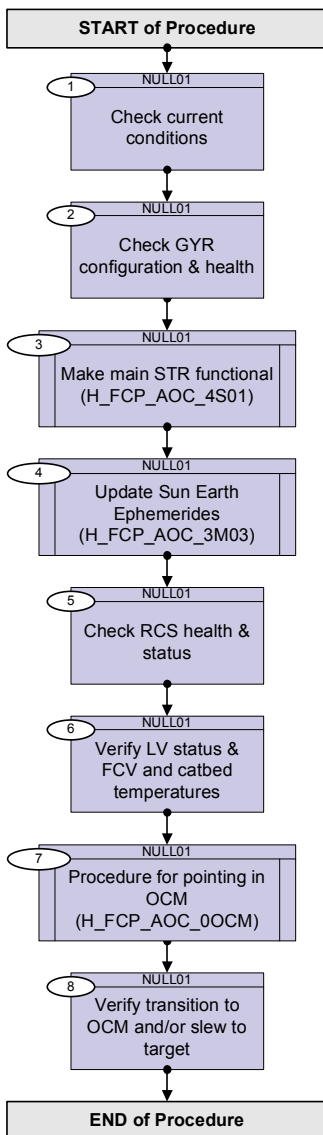 START of Procedure
NULL01
1
Check current
conditions
NULL01
2
Check GYR
configuration & health
NULL01
3
Make main STR functional
(H_FCP_AOC_4S01)
NULL01
4
Update Sun Earth
Ephemerides
(H_FCP_AOC_3M03)
NULL01
5
Check RCS health &
status
NULL01
6
Verify LV status &
FCV and catbed
temperatures
NULL01
7
Procedure for pointing in
OCM
(H_FCP_AOC_0OCM)
NULL01
8
Verify transition to
OCM and/or slew to
target
END of Procedure